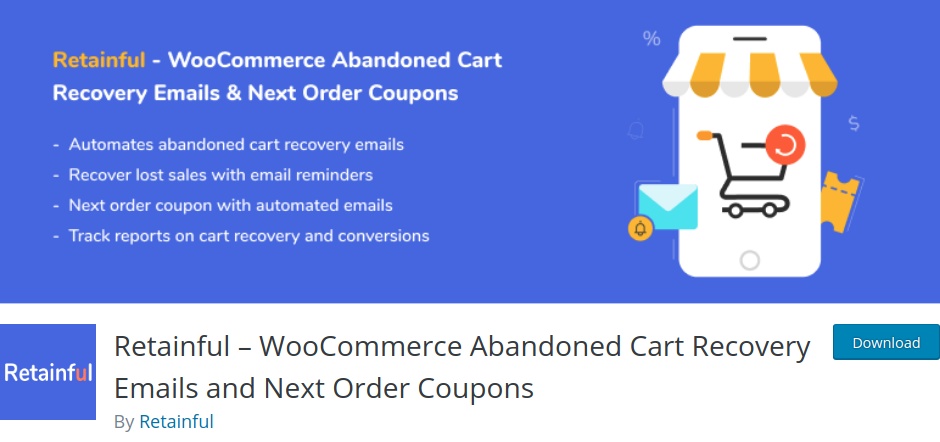 Retainful - WooCommerce Abandoned Cart
Recovery Emails & Next Order Coupons
- Automates abandoned cart recovery emails
- Recover lost sales with email reminders
- Next order coupon with automated emails
- Track reports on cart recovery and conversions
%
$
Retainful
Retainful – WooCommerce Abandoned Cart Recovery
Emails and Next Order Coupons
By Retainful
Download